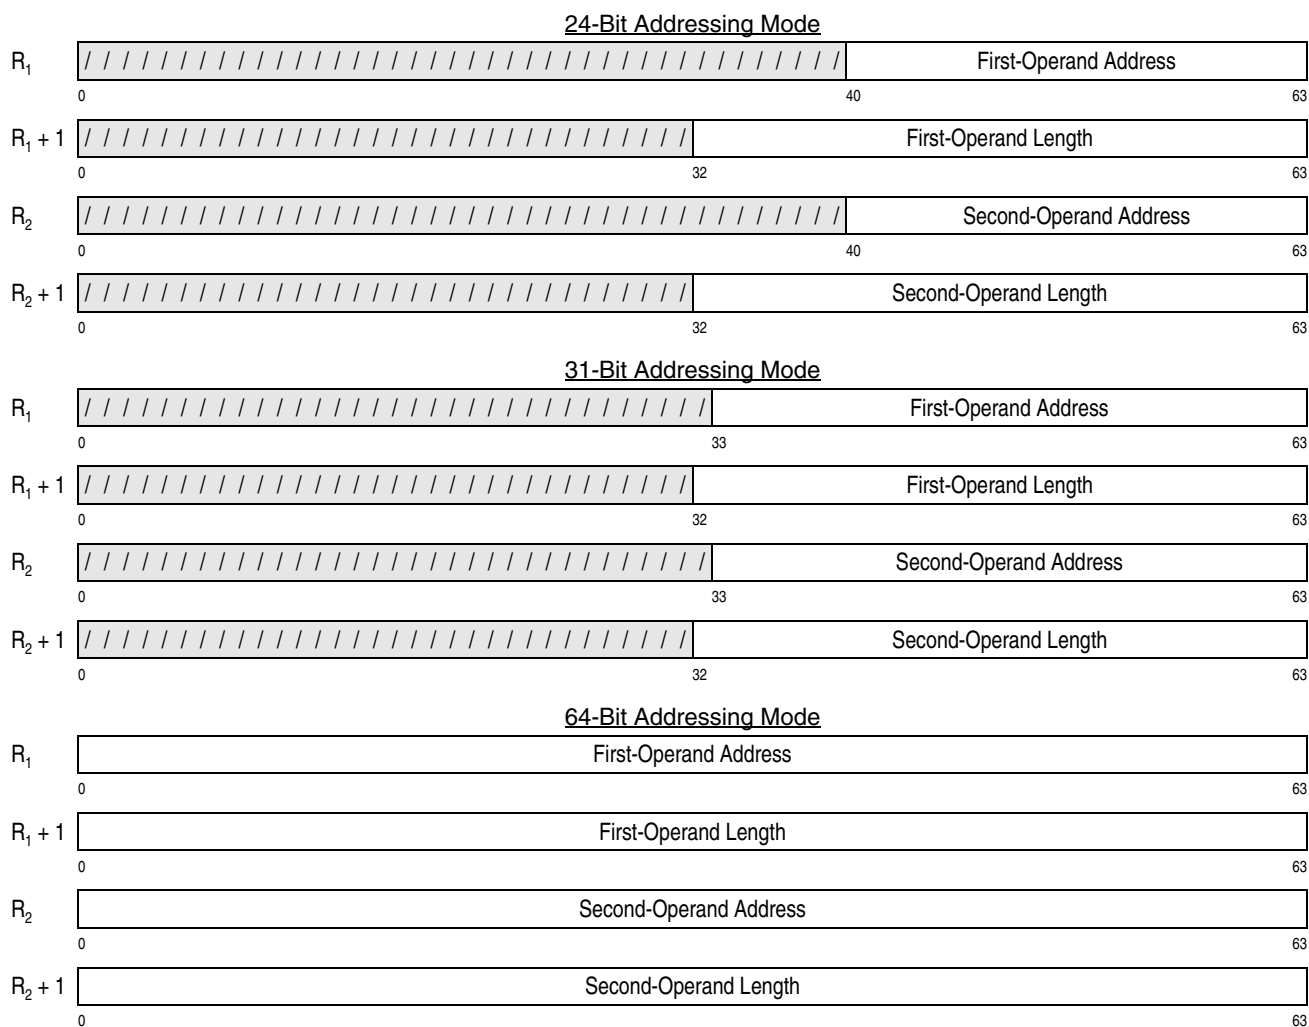 24-Bit Addressing Mode
R₁ / / / / / / / / / / / / / / / / / / / / / / / / / / / / / / / / / / / / / / / / First-Operand Address
0 40 63
R₁ + 1 / / / / / / / / / / / / / / / / / / / / / / / / / / / / / / / / First-Operand Length
0 32 63
R₂ / / / / / / / / / / / / / / / / / / / / / / / / / / / / / / / / / / / / / / / / Second-Operand Address
0 40 63
R₂ + 1 / / / / / / / / / / / / / / / / / / / / / / / / / / / / / / / / Second-Operand Length
0 32 63
31-Bit Addressing Mode
R₁ / / / / / / / / / / / / / / / / / / / / / / / / / / / / / / / / / First-Operand Address
0 33 63
R₁ + 1 / / / / / / / / / / / / / / / / / / / / / / / / / / / / / / / / First-Operand Length
0 32 63
R₂ / / / / / / / / / / / / / / / / / / / / / / / / / / / / / / / / / Second-Operand Address
0 33 63
R₂ + 1 / / / / / / / / / / / / / / / / / / / / / / / / / / / / / / / / Second-Operand Length
0 32 63
64-Bit Addressing Mode
R₁ First-Operand Address
0 63
R₁ + 1 First-Operand Length
0 63
R₂ Second-Operand Address
0 63
R₂ + 1 Second-Operand Length
0 63